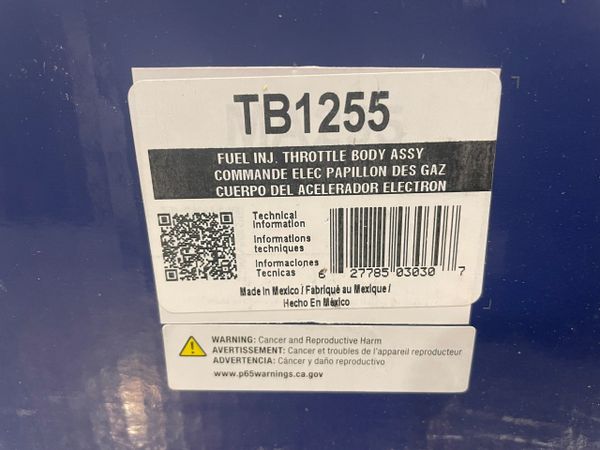 TB1255
FUEL INJ. THROTTLE BODY ASSY
COMMANDE ELEC PAPILLON DES GAZ
CUERPO DEL ACELERADOR ELECTRON
Technical
Information
Informations
techniques
Informaciones
Tecnicas
6 27785 03030 7
Made in Mexico / Fabriqué au Mexique /
Hecho En México
WARNING: Cancer and Reproductive Harm
AVERTISSEMENT: Cancer et troubles de l'appareil reproducteur
ADVERTENCIA: Cáncer y daño reproductivo
www.p65warnings.ca.gov